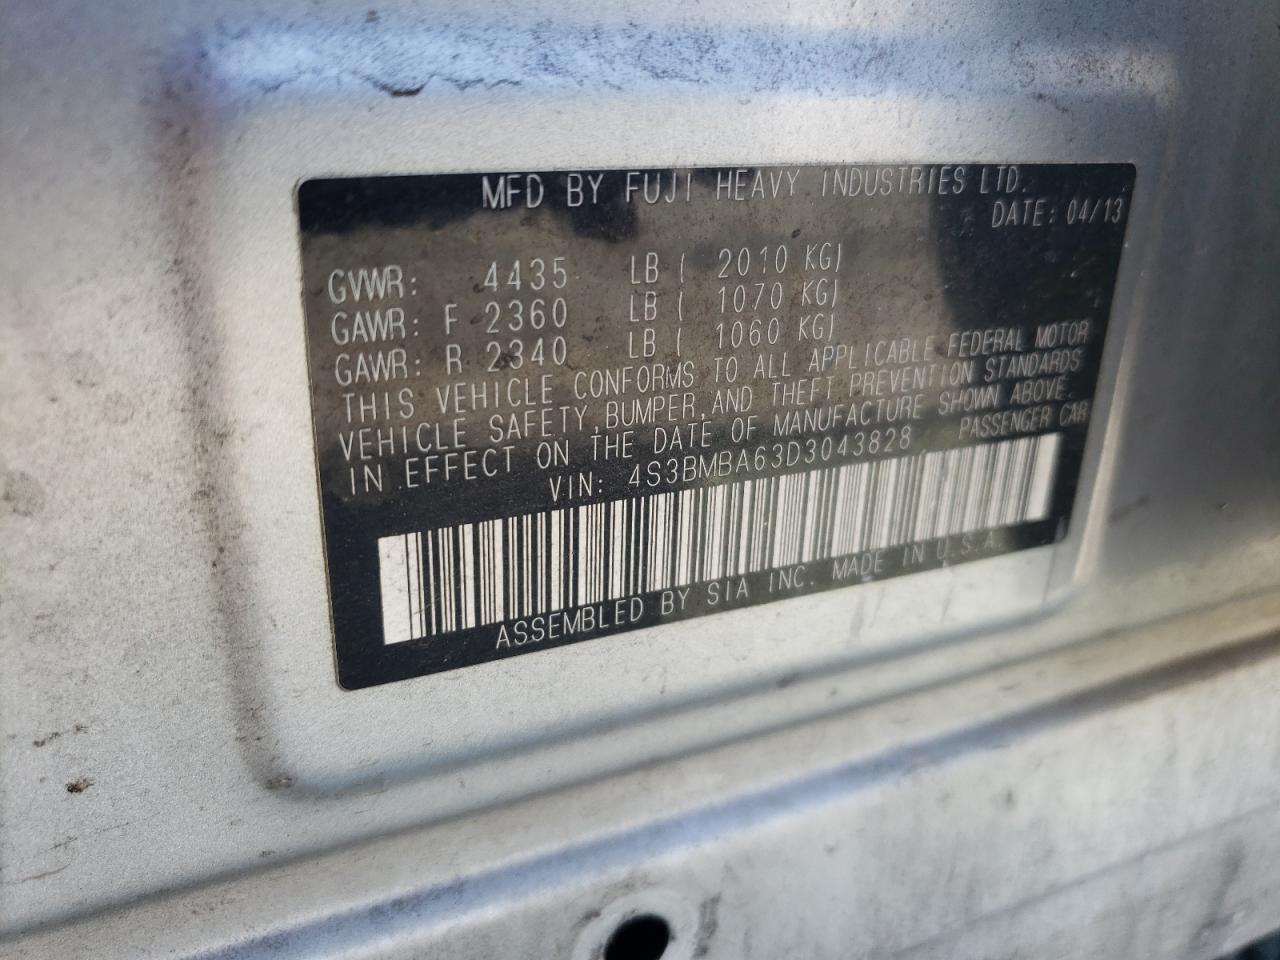 MFD BY FUJI HEAVY INDUSTRIES LTD.
DATE: 04/13
GVWR: 4435 LB ( 2010 KG)
GAWR: F 2360 LB ( 1070 KG)
GAWR: R 2340 LB ( 1060 KG)
THIS VEHICLE CONFORMS TO ALL APPLICABLE FEDERAL MOTOR
VEHICLE SAFETY, BUMPER, AND THEFT PREVENTION STANDARDS
IN EFFECT ON THE DATE OF MANUFACTURE SHOWN ABOVE.
VIN: 4S3BMBA63D3043828 PASSENGER CAR
ASSEMBLED BY SIA INC. MADE IN U.S.A.